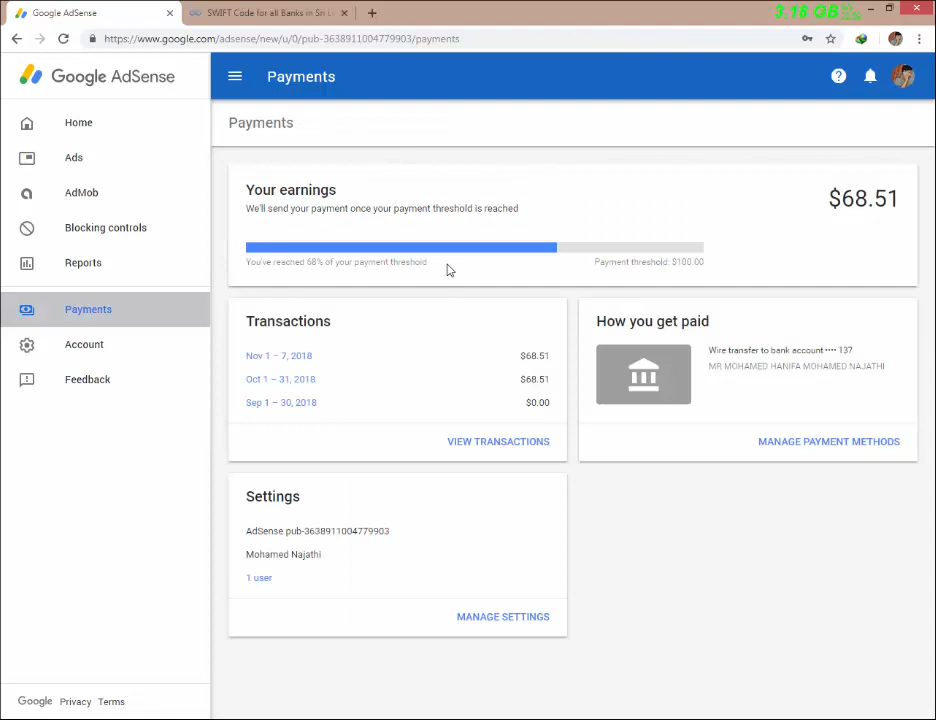 Google AdSense
SWIFT Code for all Banks in Sri L
3.18 GB
https://www.google.com/adsense/new/u/0/pub-3638911004779903/payments
Google AdSense
Payments
Home
Ads
AdMob
Blocking controls
Reports
Payments
Account
Feedback
Payments
Your earnings
$68.51
We'll send your payment once your payment threshold is reached
You've reached 68% of your payment threshold
Payment threshold: $100.00
Transactions
Nov 1 – 7, 2018 $68.51
Oct 1 – 31, 2018 $68.51
Sep 1 – 30, 2018 $0.00
VIEW TRANSACTIONS
How you get paid
Wire transfer to bank account •••• 137
MR MOHAMED HANIFA MOHAMED NAJATHI
MANAGE PAYMENT METHODS
Settings
AdSense pub-3638911004779903
Mohamed Najathi
1 user
MANAGE SETTINGS
Google Privacy Terms